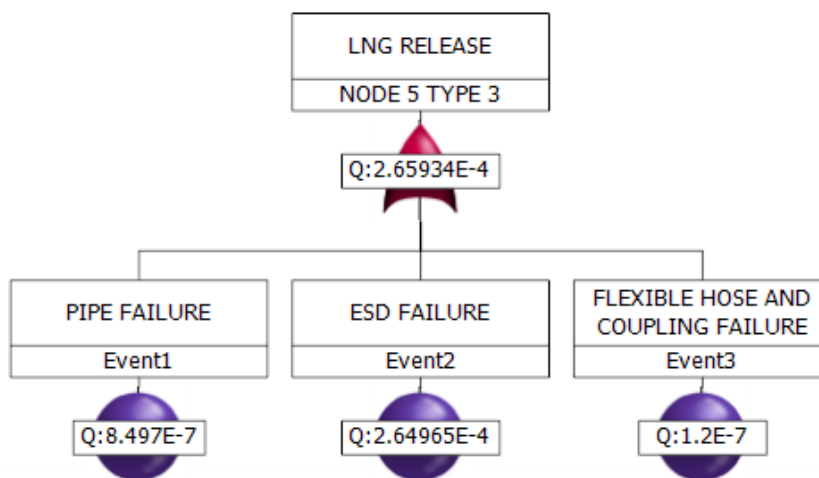 LNG RELEASE
NODE 5 TYPE 3
Q:2.65934E-4
PIPE FAILURE
Event1
Q:8.497E-7
ESD FAILURE
Event2
Q:2.64965E-4
FLEXIBLE HOSE AND
COUPLING FAILURE
Event3
Q:1.2E-7